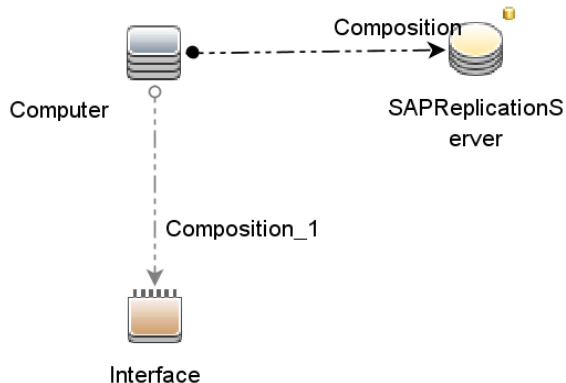 Composition
Computer
SAPReplicationS
erver
Composition_1
Interface